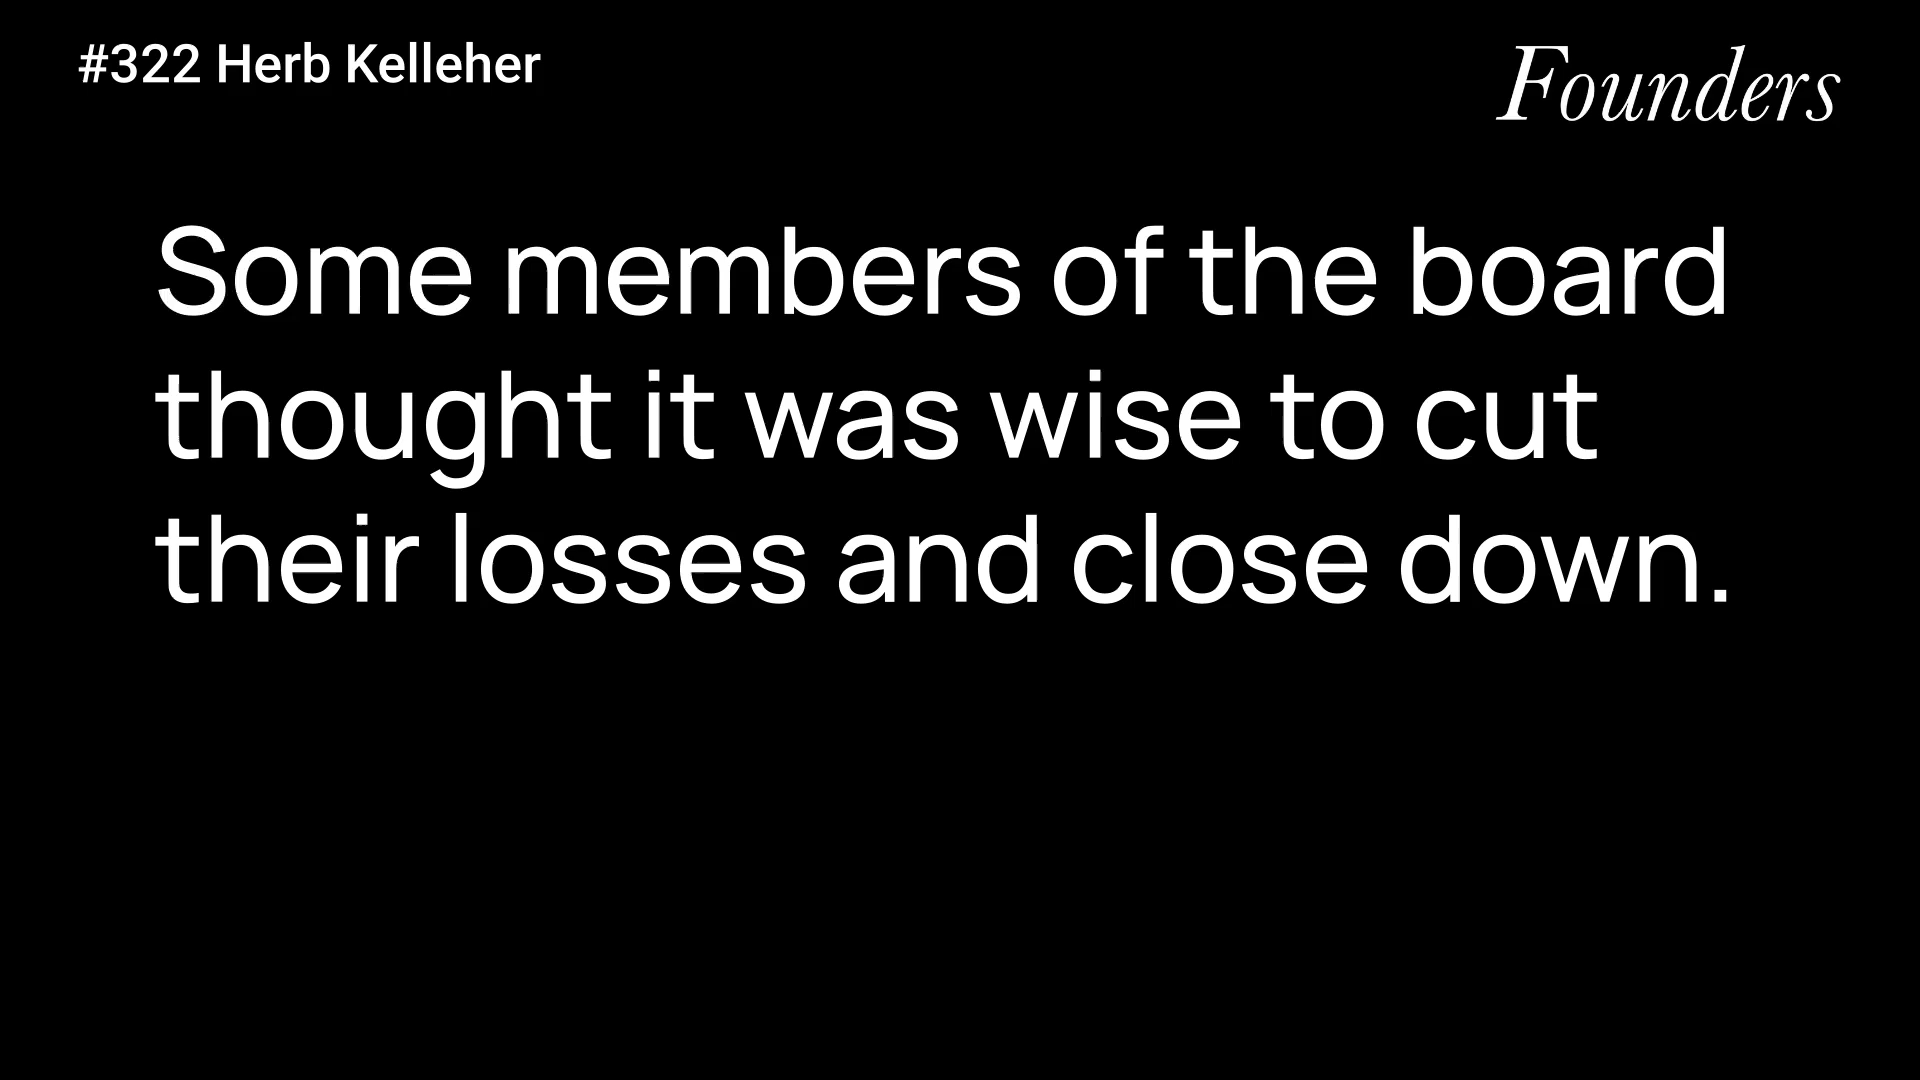 #322 Herb Kelleher
Founders
Some members of the board
thought it was wise to cut
their losses and close down.